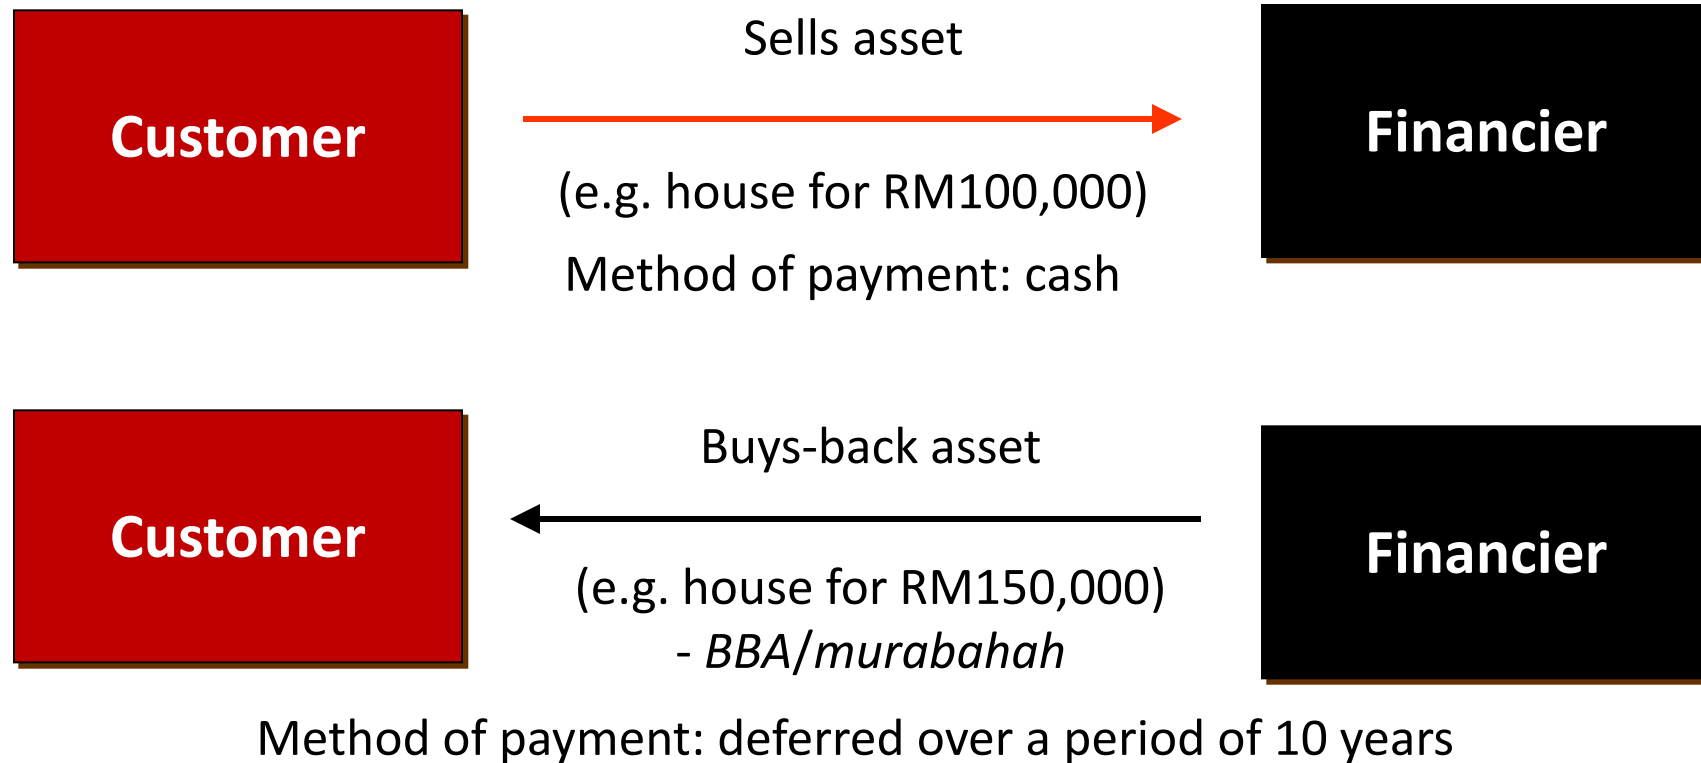 Sells asset
Customer
Financier
(e.g. house for RM100,000)
Method of payment: cash
Buys-back asset
Customer
Financier
(e.g. house for RM150,000)
- BBA/murabahah
Method of payment: deferred over a period of 10 years